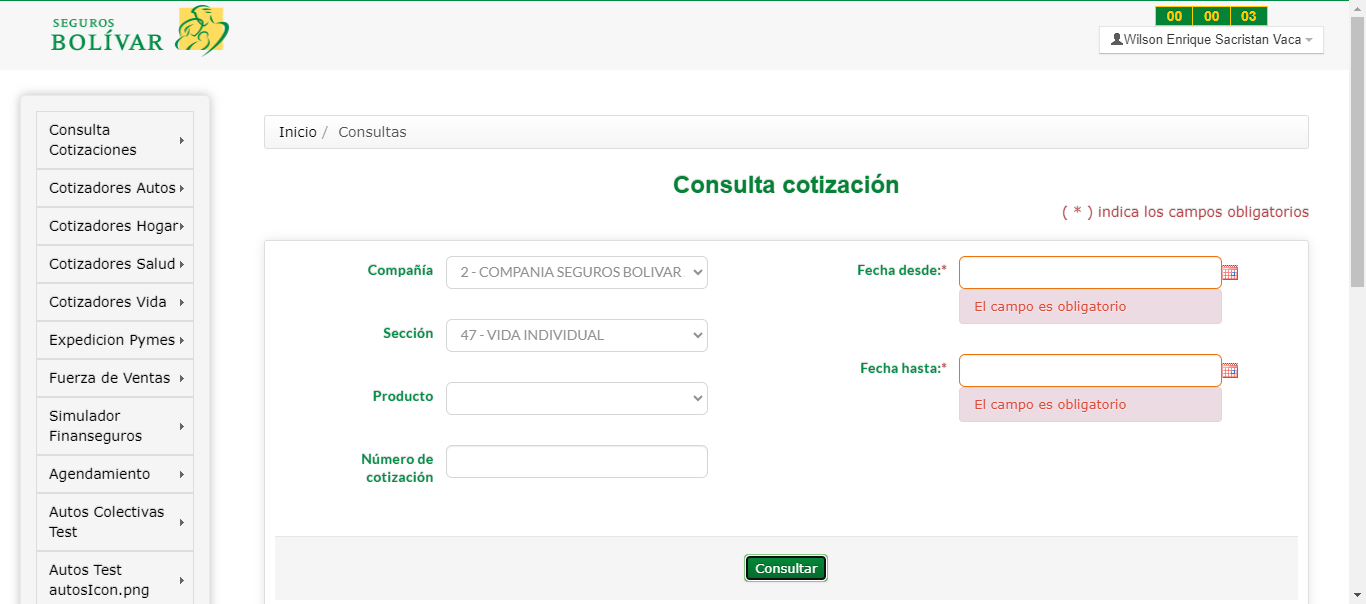 SEGUROS
BOLÍVAR
00 00 03
Wilson Enrique Sacristan Vaca
Consulta
Cotizaciones
Cotizadores Autos
Cotizadores Hogar
Cotizadores Salud
Cotizadores Vida
Expedicion Pymes
Fuerza de Ventas
Simulador
Finanseguros
Agendamiento
Autos Colectivas
Test
Autos Test
autosIcon.png
Inicio / Consultas
Consulta cotización
( * ) indica los campos obligatorios
Compañía
2 - COMPANIA SEGUROS BOLIVAR
Fecha desde:*
El campo es obligatorio
Sección
47 - VIDA INDIVIDUAL
Fecha hasta:*
El campo es obligatorio
Producto
Número de
cotización
Consultar